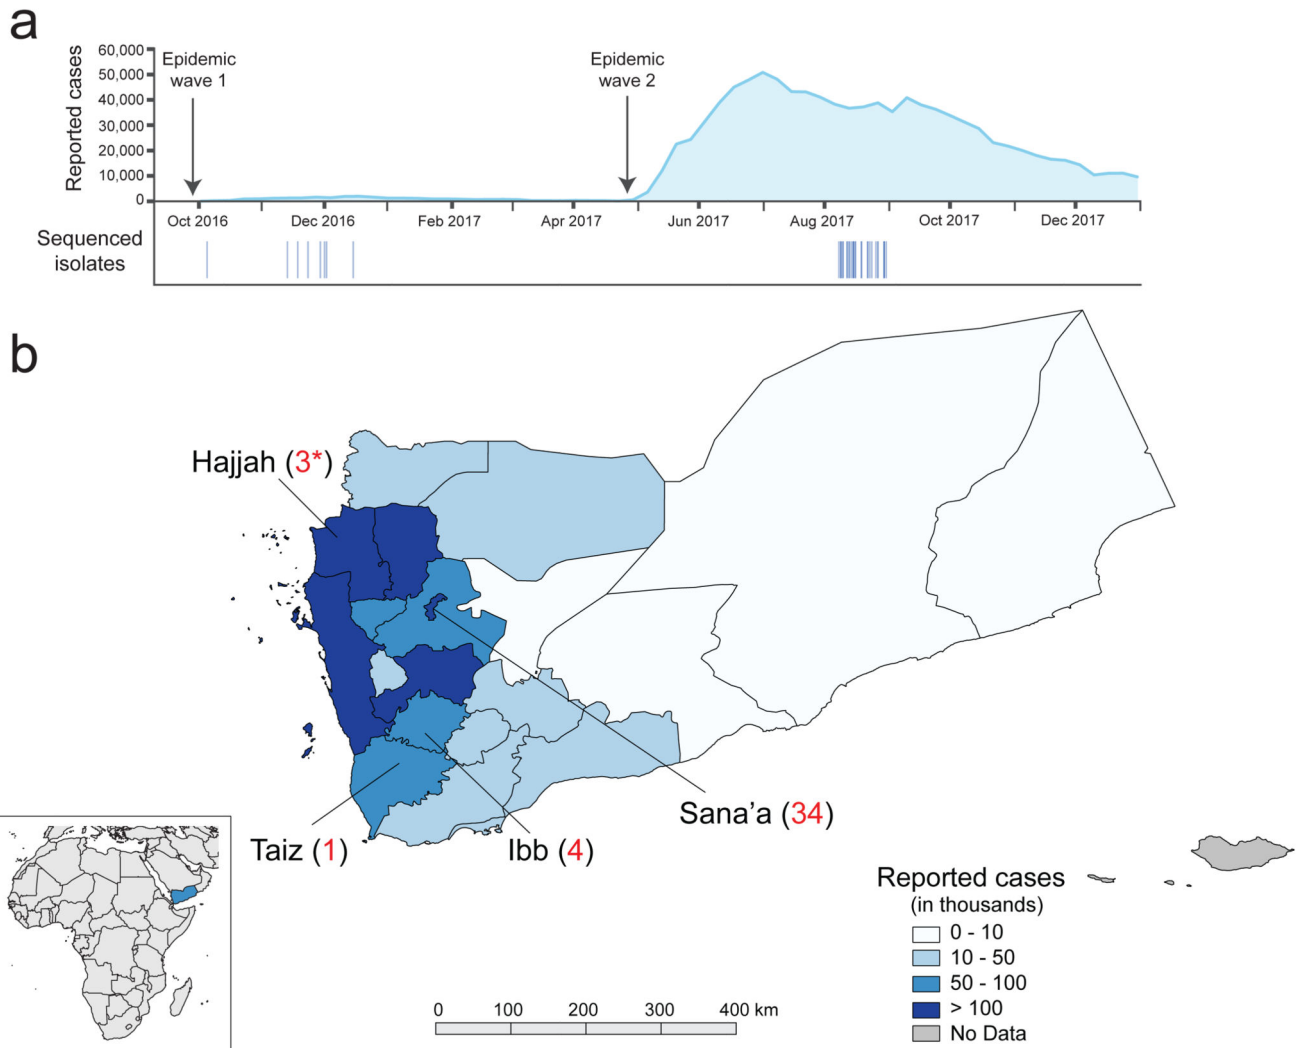 a
Reported cases
60,000
50,000
40,000
30,000
20,000
10,000
0
Epidemic
wave 1
Epidemic
wave 2
Oct 2016
Dec 2016
Feb 2017
Apr 2017
Jun 2017
Aug 2017
Oct 2017
Dec 2017
Sequenced
isolates
b
Hajjah (3*)
Sana’a (34)
Taiz (1)
Ibb (4)
Reported cases
(in thousands)
0 - 10
10 - 50
50 - 100
> 100
No Data
0 100 200 300 400 km